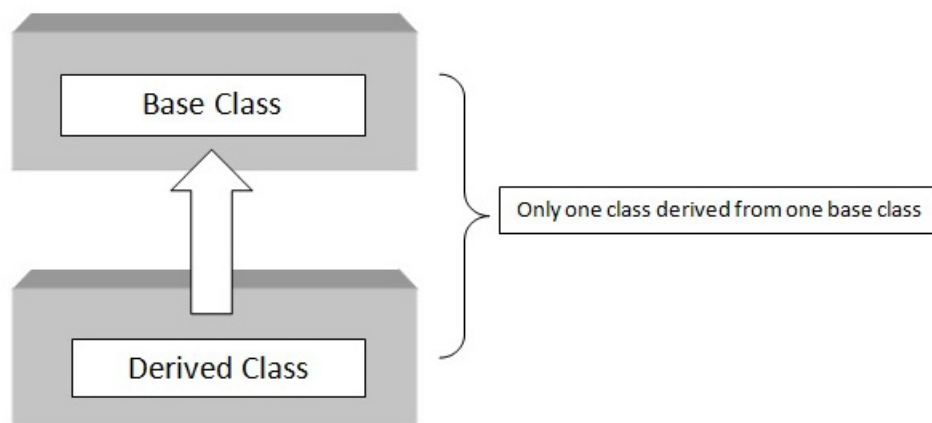 Base Class
Only one class derived from one base class
Derived Class